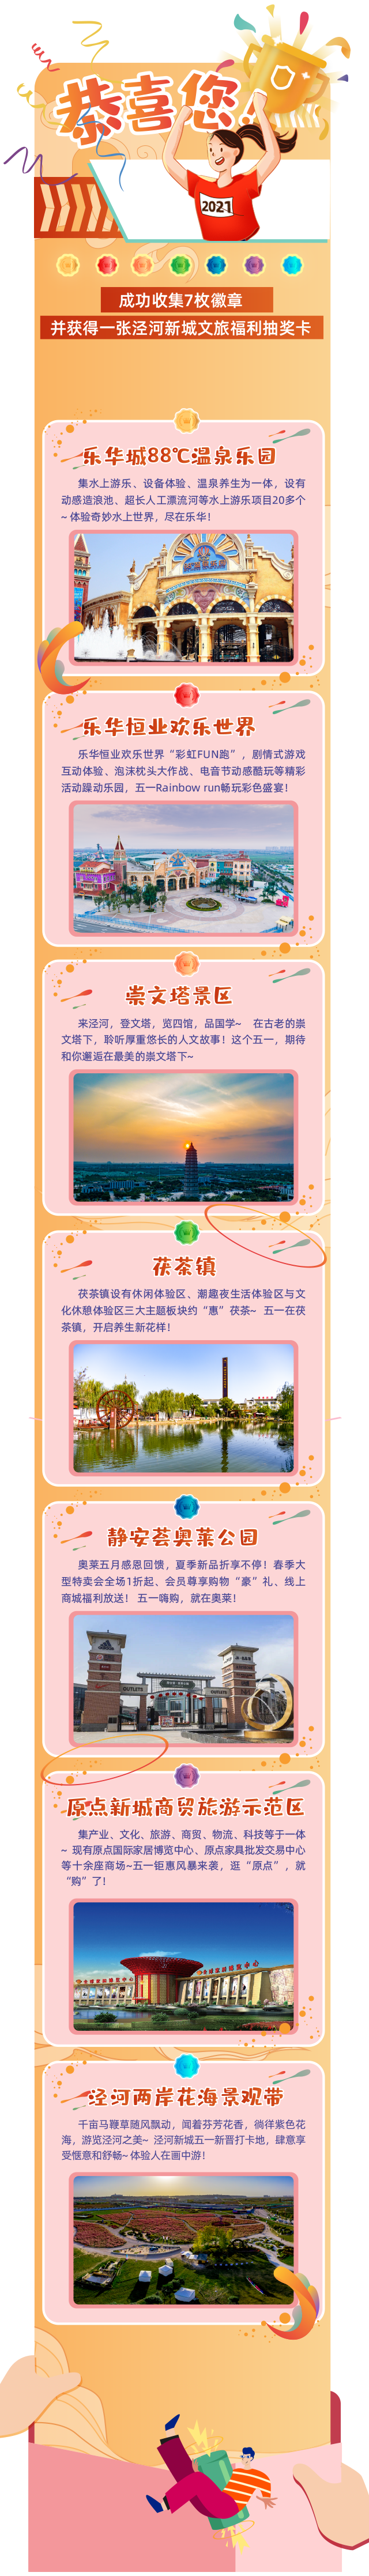 恭喜您!
2021
成功收集7枚徽章
并获得一张泾河新城文旅福利抽奖卡
乐华城88℃温泉乐园
集水上游乐、设备体验、温泉养生为一体，设有
动感造浪池、超长人工漂流河等水上游乐项目20多个
~ 体验奇妙水上世界，尽在乐华！
乐华恒业欢乐世界
乐华恒业欢乐世界“彩虹FUN跑”，剧情式游戏
互动体验、泡沫枕头大作战、电音节动感酷玩等精彩
活动躁动乐园，五一Rainbow run畅玩彩色盛宴！
崇文塔景区
来泾河，登文塔，览四馆，品国学~ 在古老的崇
文塔下，聆听厚重悠长的人文故事！这个五一，期待
和你邂逅在最美的崇文塔下~
茯茶镇
茯茶镇设有休闲体验区、潮趣夜生活体验区与文
化休憩体验区三大主题板块约“惠”茯茶~ 五一在茯
茶镇，开启养生新花样！
静安荟奥莱公园
奥莱五月感恩回馈，夏季新品折享不停！春季大
型特卖会全场1折起、会员尊享购物“豪”礼、线上
商城福利放送！ 五一嗨购，就在奥莱！
OUTLETS
OUTLETS
原点新城商贸旅游示范区
集产业、文化、旅游、商贸、物流、科技等于一体
~ 现有原点国际家居博览中心、原点家具批发交易中心
等十余座商场~五一钜惠风暴来袭，逛“原点”，就
“购”了！
泾河两岸花海景观带
千亩马鞭草随风飘动，闻着芬芳花香，徜徉紫色花
海，游览泾河之美~ 泾河新城五一新晋打卡地，肆意享
受惬意和舒畅~ 体验人在画中游！